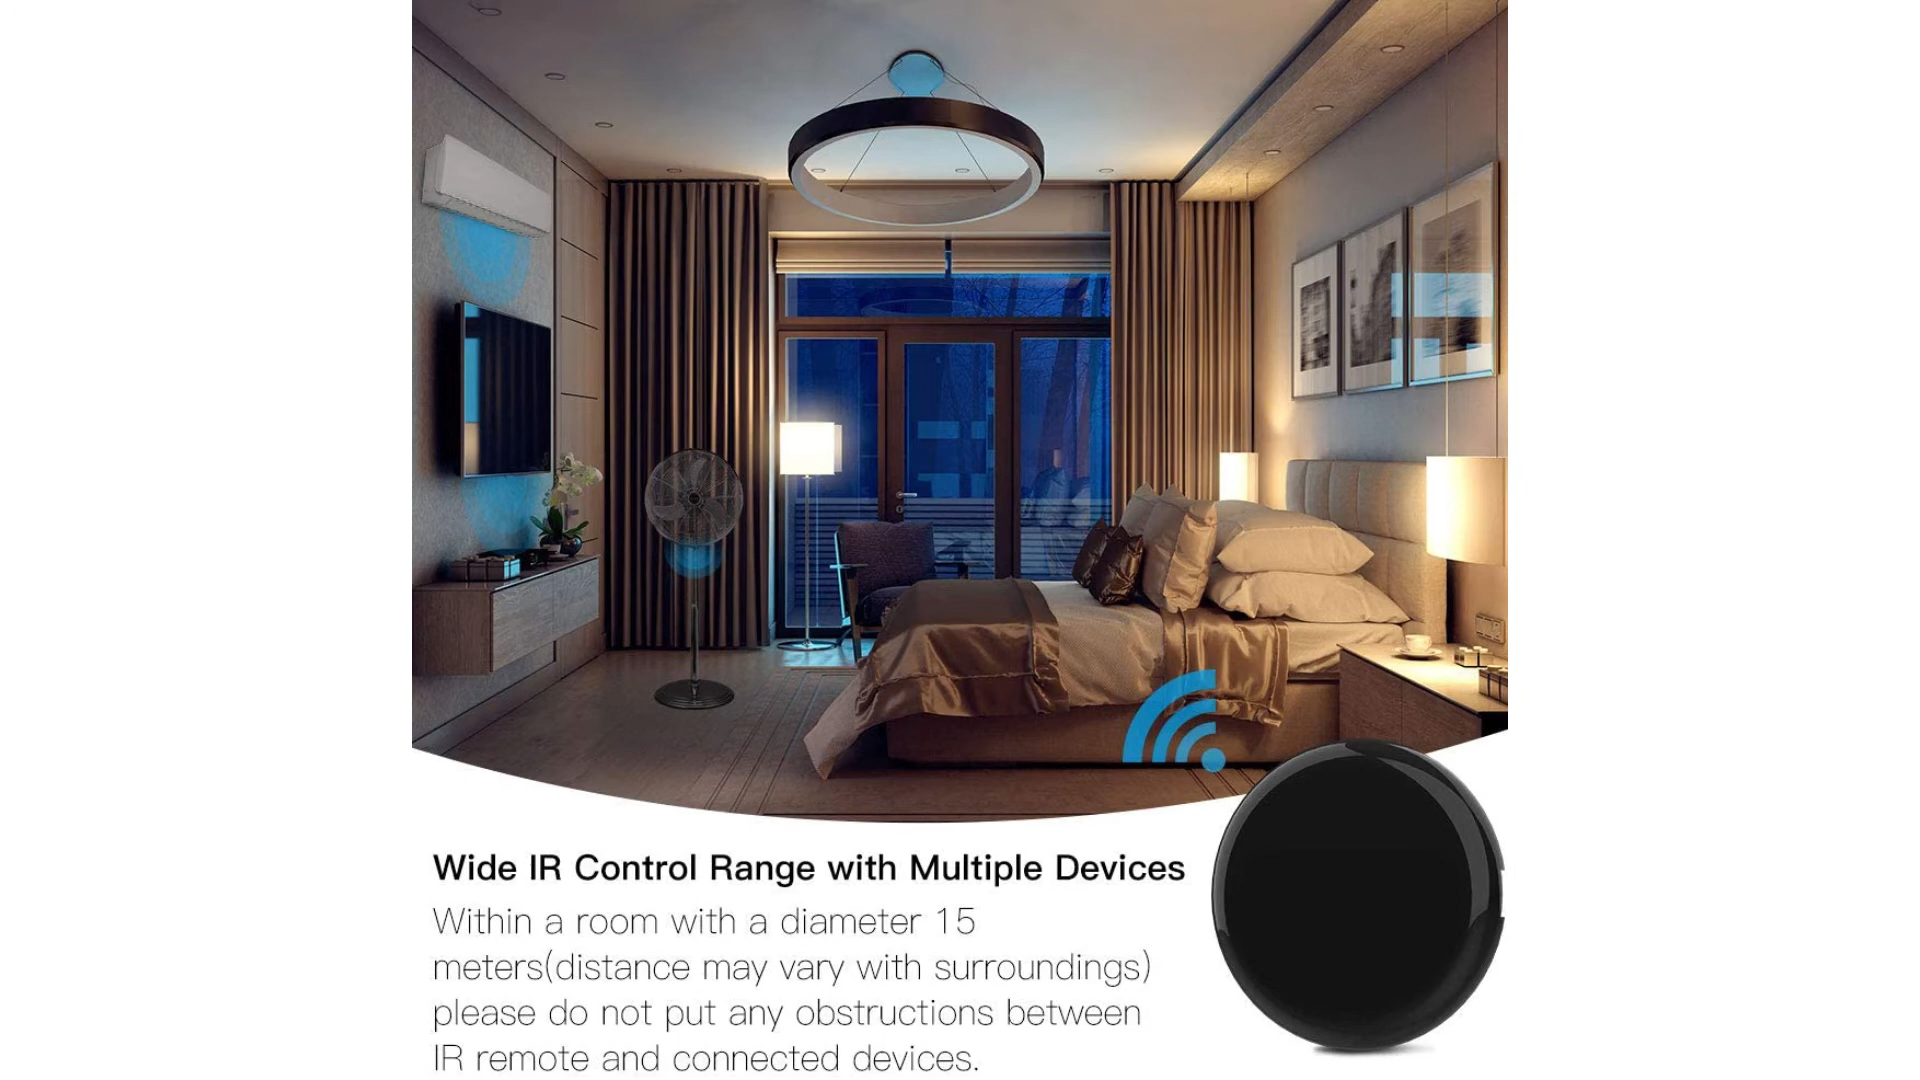 Wide IR Control Range with Multiple Devices
Within a room with a diameter 15
meters(distance may vary with surroundings)
please do not put any obstructions between
IR remote and connected devices.